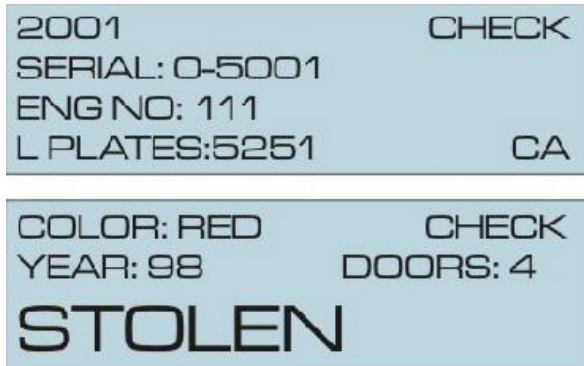 2001 CHECK
SERIAL: 0-5001
ENG NO: 111
L PLATES:5251 CA
COLOR: RED CHECK
YEAR: 98 DOORS: 4
STOLEN